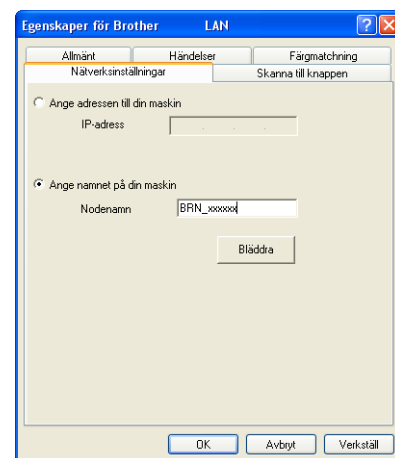 Egenskaper för Brother LAN
Allmänt Händelser Färgmatchning
Nätverksinställningar Skanna till knappen
Ange adressen till din maskin
IP-adress . . .
Ange namnet på din maskin
Nodenamn BRN_xxxxxx
Bläddra
OK Avbryt Verkställ